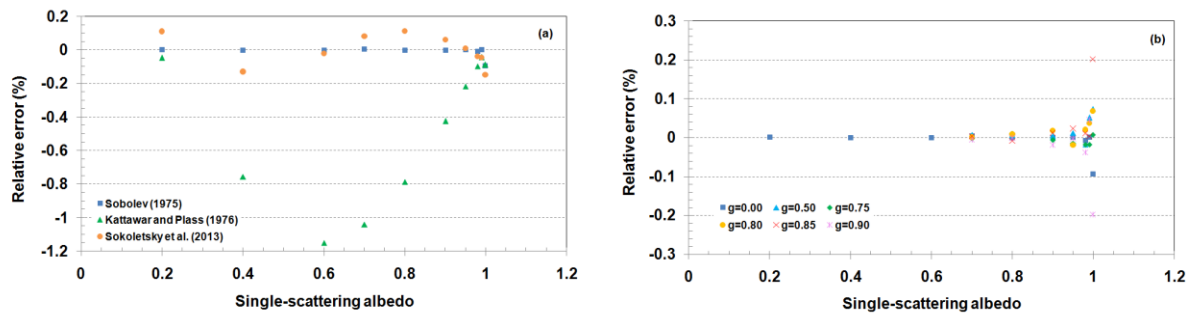 (a)
0.2
0
-0.2
-0.4
-0.6
-0.8
-1
-1.2
Relative error (%)
Sobolev (1975)
Kattawar and Plass (1976)
Sokoletsky et al. (2013)
0 0.2 0.4 0.6 0.8 1 1.2
Single-scattering albedo
(b)
0.3
0.2
0.1
0
-0.1
-0.2
-0.3
Relative error (%)
g=0.00 g=0.50 g=0.75
g=0.80 g=0.85 g=0.90
0 0.2 0.4 0.6 0.8 1 1.2
Single-scattering albedo